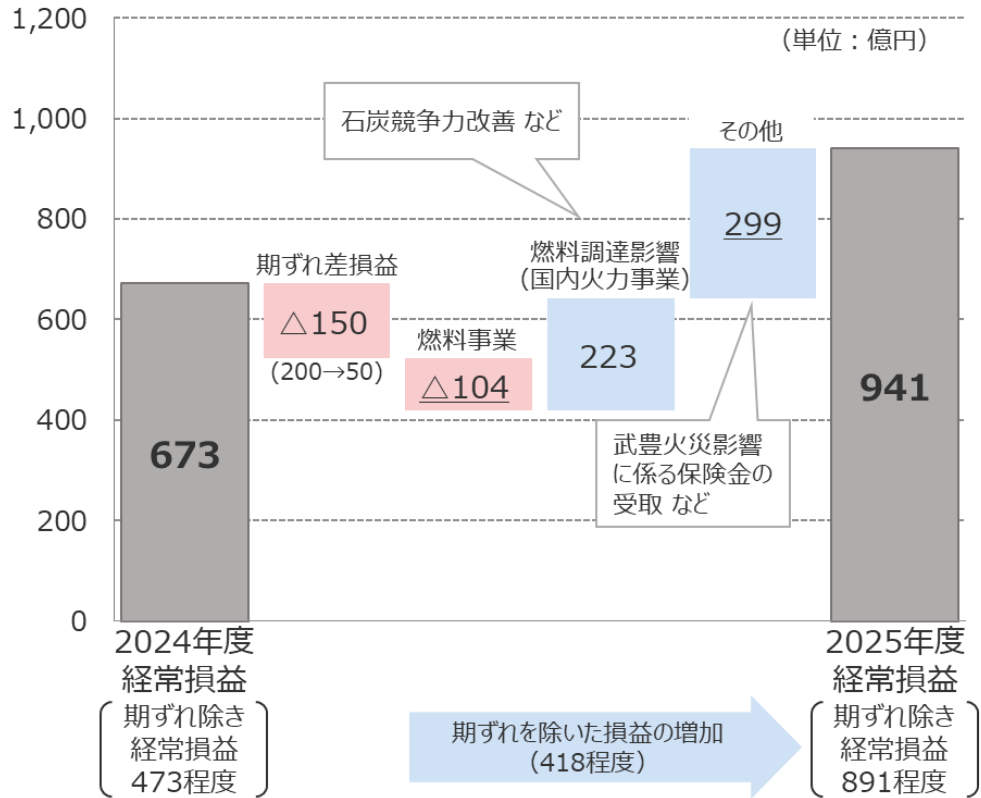 （単位：億円）
1,200
1,000
800
600
400
200
0
石炭競争力改善 など
その他
299
燃料調達影響
（国内火力事業）
223
期ずれ差損益
△150
(200→50)
燃料事業
△104
武豊火災影響
に係る保険金の
受取 など
673
941
2024年度
経常損益
期ずれ除き
経常損益
473程度
期ずれを除いた損益の増加
（418程度）
2025年度
経常損益
期ずれ除き
経常損益
891程度